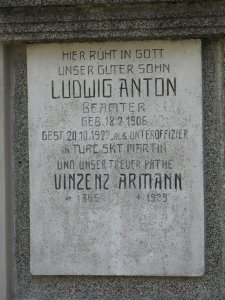 HIER RUHT IN GOTT
UNSER GUTER SOHN
LUDWIG ANTON
BEAMTER
GEB. 18.2.1906
GEST. 20.10.192 ALS UNTEROFFIZIER
IN TURČ. SKT. MARTIN
UND UNSER TREUER PATHE
VINZENZ ARMANN
* 1865 + 1929